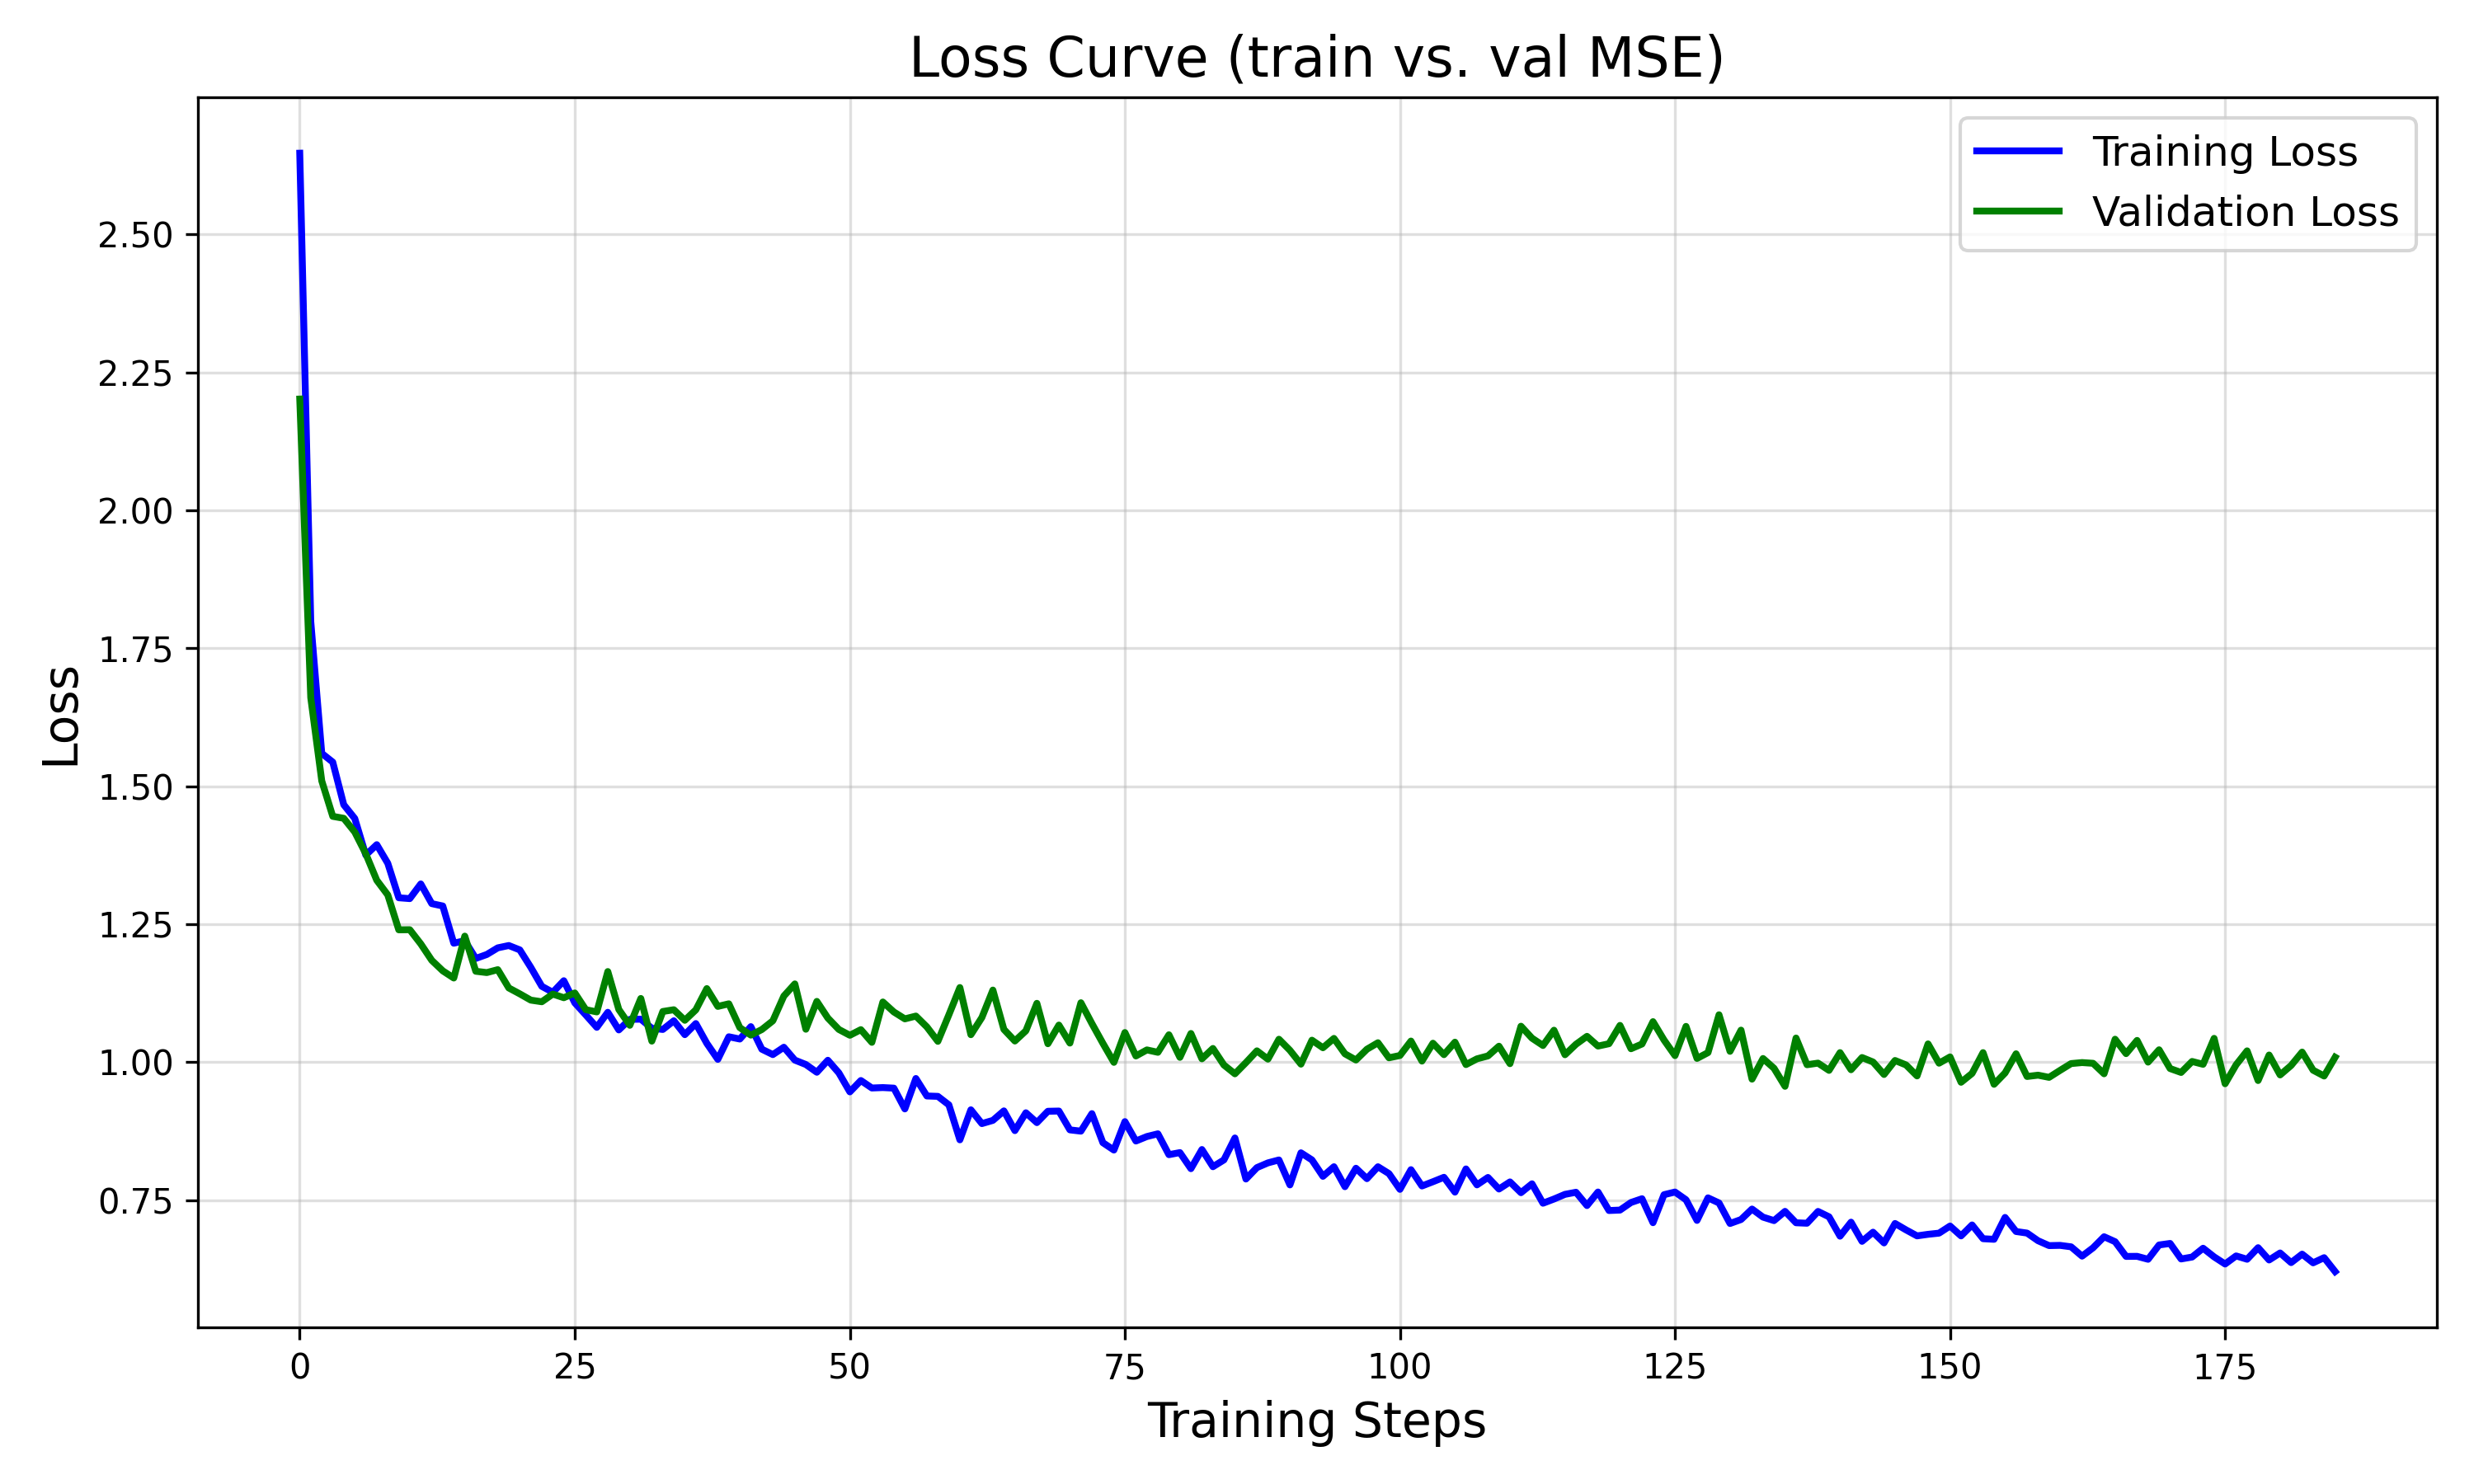 Loss Curve (train vs. val MSE)
Training Loss
Validation Loss
2.50
2.25
2.00
1.75
1.50
1.25
1.00
0.75
Loss
0 25 50 75 100 125 150 175
Training Steps